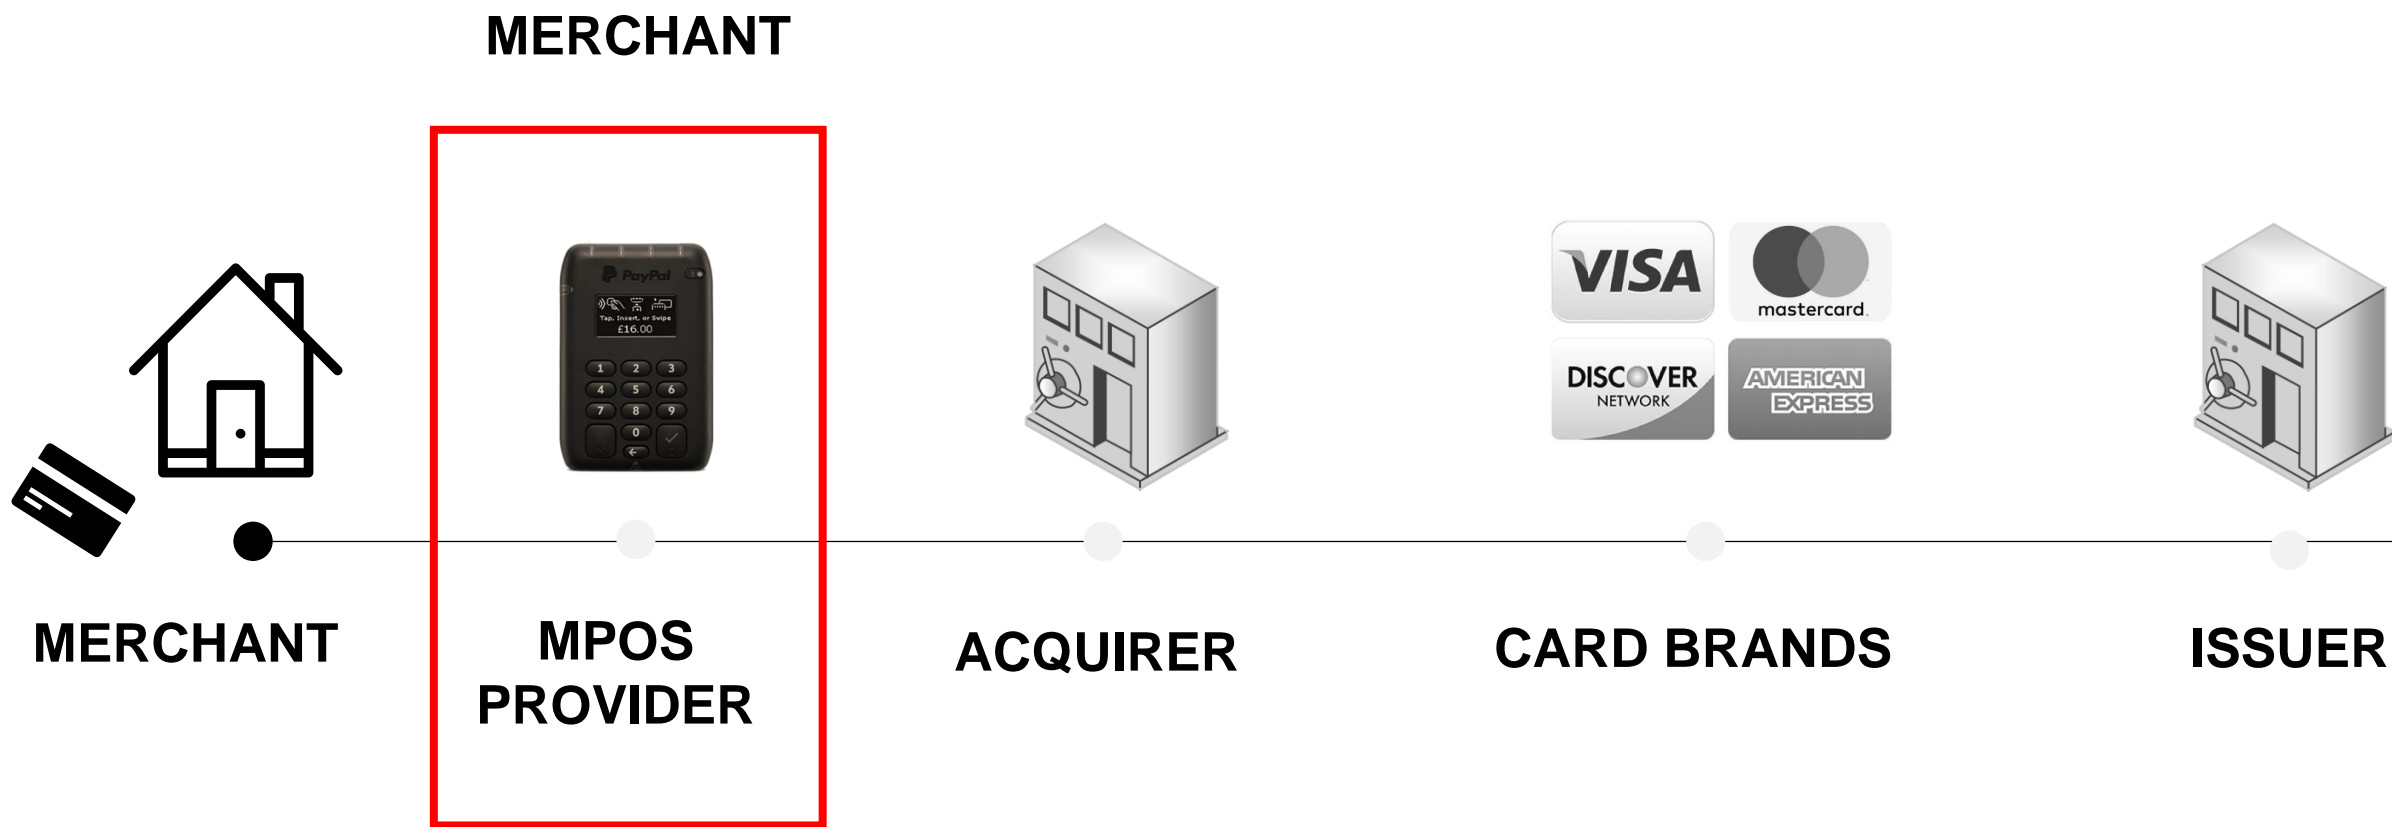 MERCHANT
PayPal
Tap, Insert, or Swipe
£16.00
1 2 3
4 5 6
7 8 9
0
VISA
mastercard.
DISCOVER
NETWORK
AMERICAN
EXPRESS
MERCHANT
MPOS
PROVIDER
ACQUIRER
CARD BRANDS
ISSUER